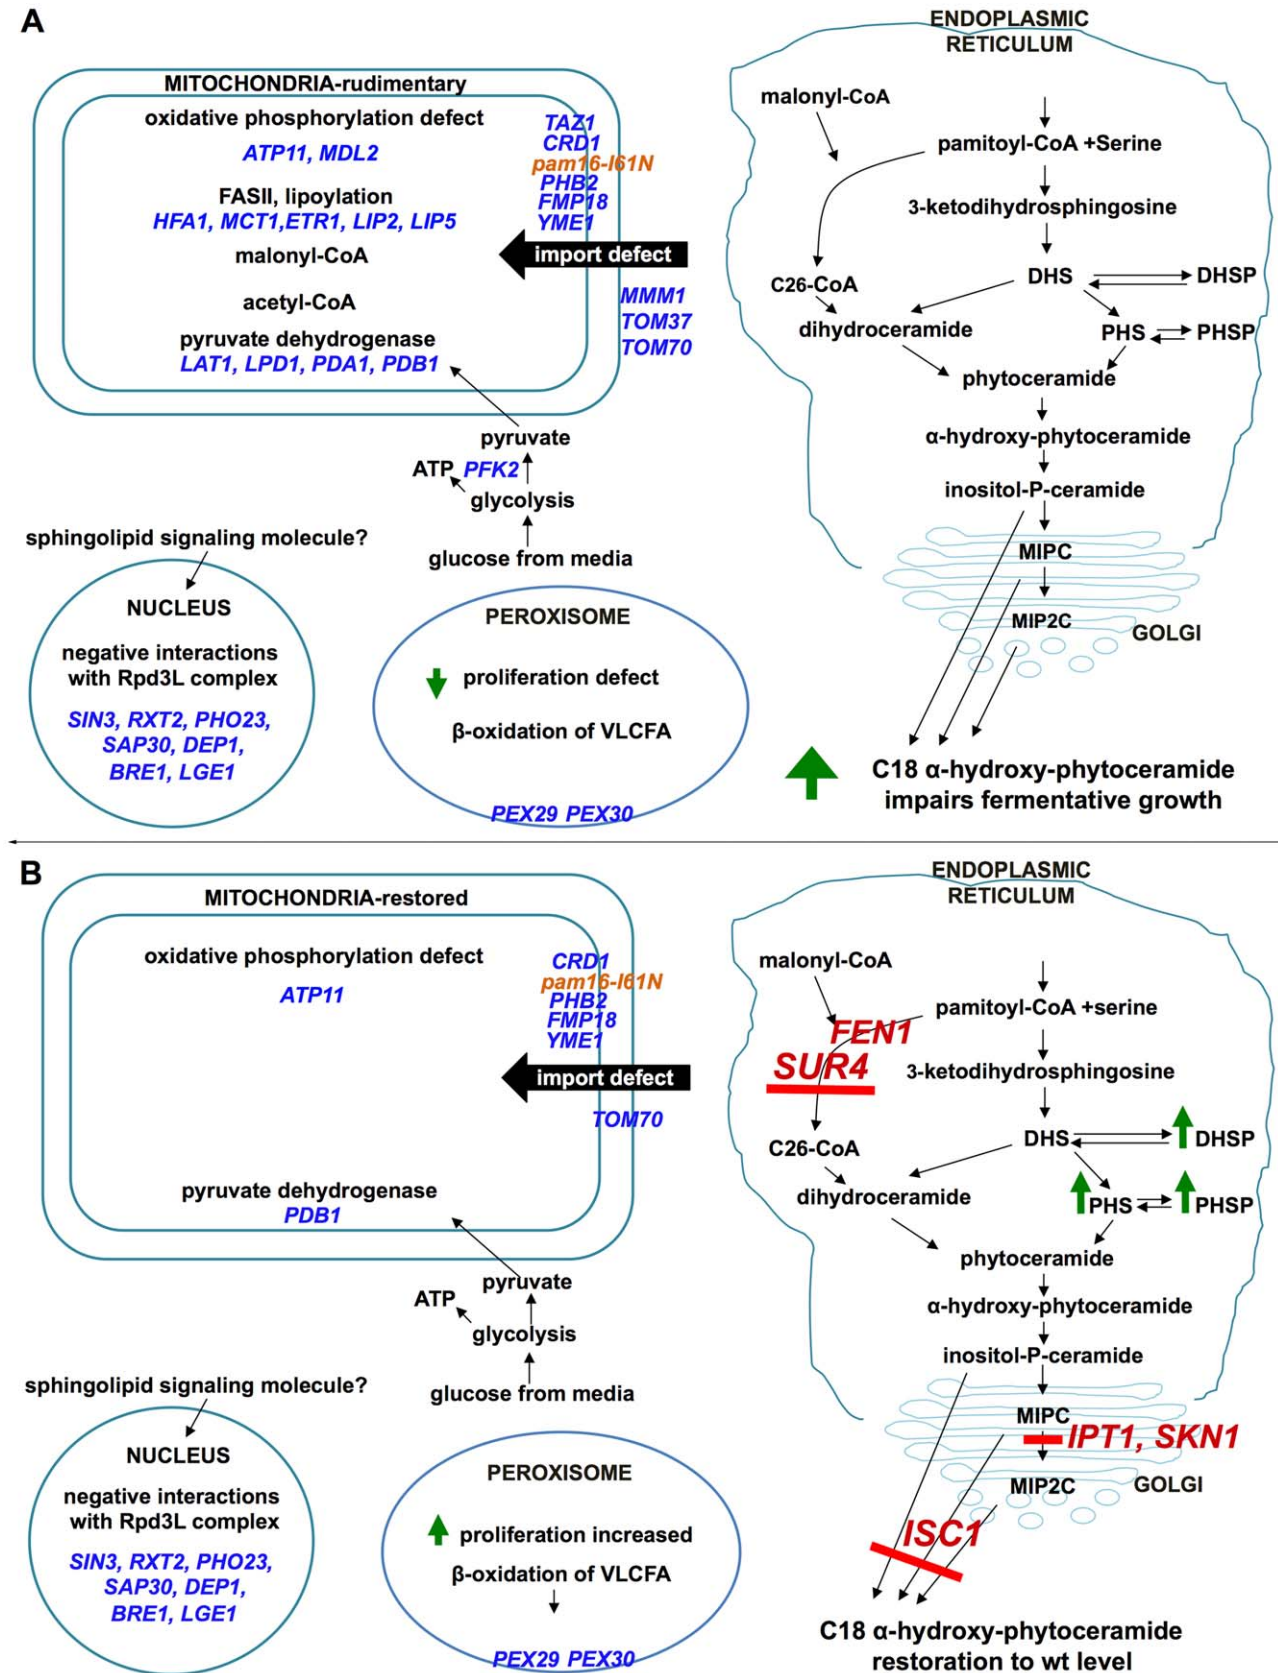 A
MITOCHONDRIA-rudimentary
oxidative phosphorylation defect
ATP11, MDL2
FASII, lipoylation
HFA1, MCT1,ETR1, LIP2, LIP5
malonyl-CoA
acetyl-CoA
pyruvate dehydrogenase
LAT1, LPD1, PDA1, PDB1
TAZ1
CRD1
pam16-I61N
PHB2
FMP18
YME1
import defect
MMM1
TOM37
TOM70
pyruvate
ATP PFK2
glycolysis
glucose from media
sphingolipid signaling molecule?
NUCLEUS
negative interactions
with Rpd3L complex
SIN3, RXT2, PHO23,
SAP30, DEP1,
BRE1, LGE1
PEROXISOME
proliferation defect
β-oxidation of VLCFA
PEX29 PEX30
ENDOPLASMIC
RETICULUM
malonyl-CoA
pamitoyl-CoA +Serine
3-ketodihydrosphingosine
C26-CoA
DHS DHSP
dihydroceramide
PHS PHSP
phytoceramide
α-hydroxy-phytoceramide
inositol-P-ceramide
MIPC
MIP2C
GOLGI
C18 α-hydroxy-phytoceramide
impairs fermentative growth
B
MITOCHONDRIA-restored
oxidative phosphorylation defect
ATP11
CRD1
pam16-I61N
PHB2
FMP18
YME1
import defect
TOM70
pyruvate dehydrogenase
PDB1
pyruvate
ATP
glycolysis
glucose from media
sphingolipid signaling molecule?
NUCLEUS
negative interactions
with Rpd3L complex
SIN3, RXT2, PHO23,
SAP30, DEP1,
BRE1, LGE1
PEROXISOME
proliferation increased
β-oxidation of VLCFA
PEX29 PEX30
ENDOPLASMIC
RETICULUM
malonyl-CoA
pamitoyl-CoA +serine
FEN1
SUR4
3-ketodihydrosphingosine
C26-CoA
DHS DHSP
dihydroceramide
PHS PHSP
phytoceramide
α-hydroxy-phytoceramide
inositol-P-ceramide
MIPC
IPT1, SKN1
MIP2C
GOLGI
ISC1
C18 α-hydroxy-phytoceramide
restoration to wt level